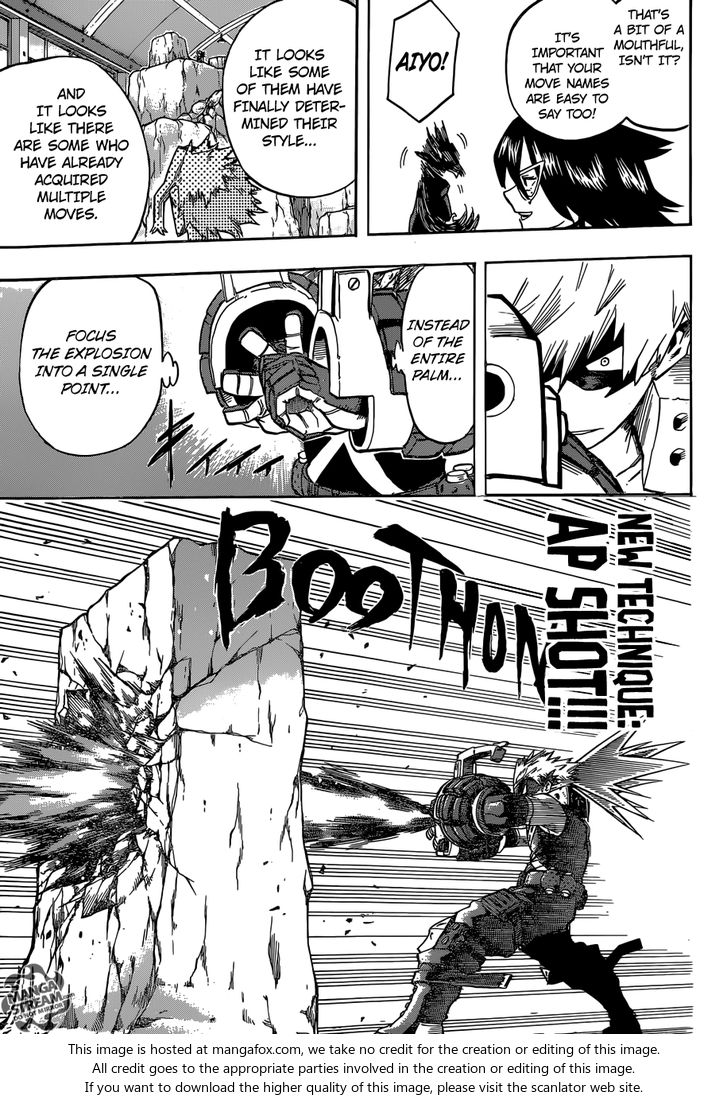 THAT'S
A BIT OF A
MOUTHFUL,
ISN'T IT?
IT'S
IMPORTANT
THAT YOUR
MOVE NAMES
ARE EASY TO
SAY TOO!
AIYO!
IT LOOKS
LIKE SOME
OF THEM HAVE
FINALLY DETER-
MINED THEIR
STYLE...
AND
IT LOOKS
LIKE THERE
ARE SOME WHO
HAVE ALREADY
ACQUIRED
MULTIPLE
MOVES.
INSTEAD
OF THE
ENTIRE
PALM...
FOCUS
THE EXPLOSION
INTO A SINGLE
POINT...
NEW TECHNIQUE:
AP SHOT!!!
BOOTHON
MANGA
STREAM
This image is hosted at mangafox.com, we take no credit for the creation or editing of this image.
All credit goes to the appropriate parties involved in the creation or editing of this image.
If you want to download the higher quality of this image, please visit the scanlator web site.